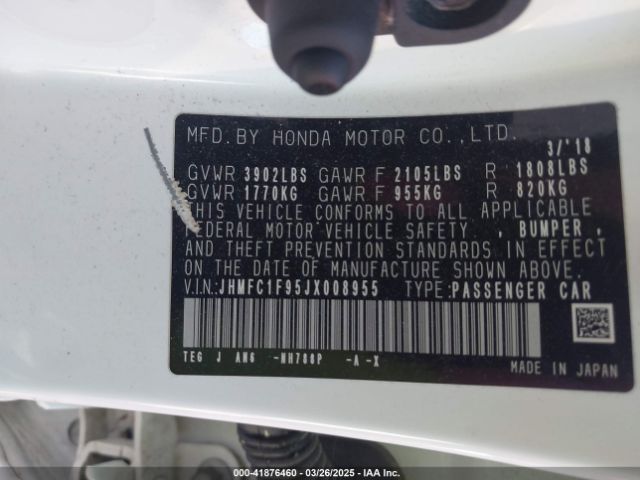 MFD.BY HONDA MOTOR CO.,LTD. 3/'18
GVWR 3902LBS GAWR F 2105LBS R 1808LBS
GVWR 1770KG GAWR F 955KG R 820KG
THIS VEHICLE CONFORMS TO ALL APPLICABLE
FEDERAL MOTOR VEHICLE SAFETY , BUMPER ,
AND THEFT PREVENTION STANDARDS IN EFFECT
ON THE DATE OF MANUFACTURE SHOWN ABOVE.
V.I.N.:JHMFC1F95JX008955 TYPE:PASSENGER CAR
TEG J ANG -NH788P -A -X
MADE IN JAPAN
000-41876460 — 03/26/2025 — IAA Inc.